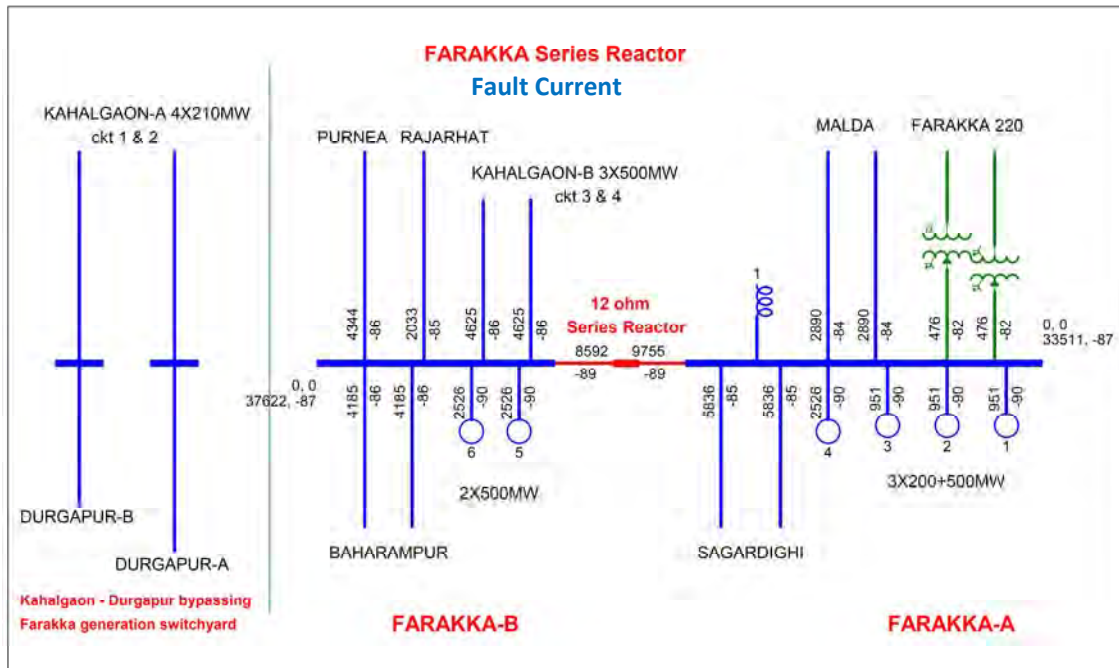 FARAKKA Series Reactor
Fault Current
KAHALGAON-A 4X210MW
ckt 1 & 2
PURNEA RAJARHAT
KAHALGAON-B 3X500MW
ckt 3 & 4
MALDA
FARAKKA 220
1
12 ohm
Series Reactor
4344
-86
2033
-85
4625
-86
4625
-86
8592
-89
9755
-89
2890
-84
2890
-84
476
-82
476
-82
0, 0
33511, -87
0, 0
37622, -87
4185
-86
4185
-86
2526
-90
2526
-90
5836
-85
5836
-85
2526
-90
951
-90
951
-90
951
-90
6
5
4
3
2
1
2X500MW
3X200+500MW
DURGAPUR-B
DURGAPUR-A
BAHARAMPUR
SAGARDIGHI
Kahalgaon - Durgapur bypassing
Farakka generation switchyard
FARAKKA-B
FARAKKA-A